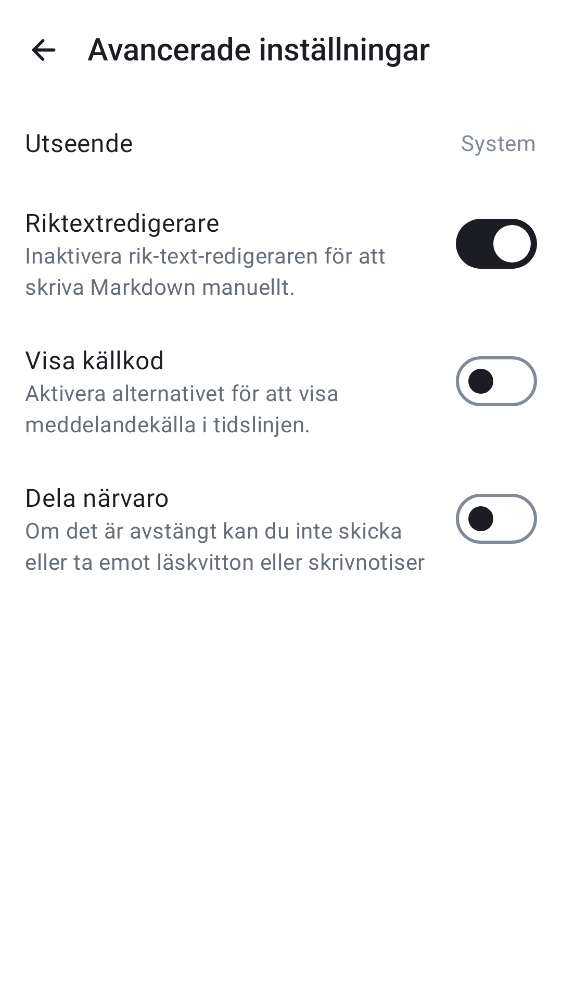 Avancerade inställningar
Utseende
System
Riktextredigerare
Inaktivera rik-text-redigeraren för att
skriva Markdown manuellt.
Visa källkod
Aktivera alternativet för att visa
meddelandekälla i tidslinjen.
Dela närvaro
Om det är avstängt kan du inte skicka
eller ta emot läskvitton eller skrivnotiser